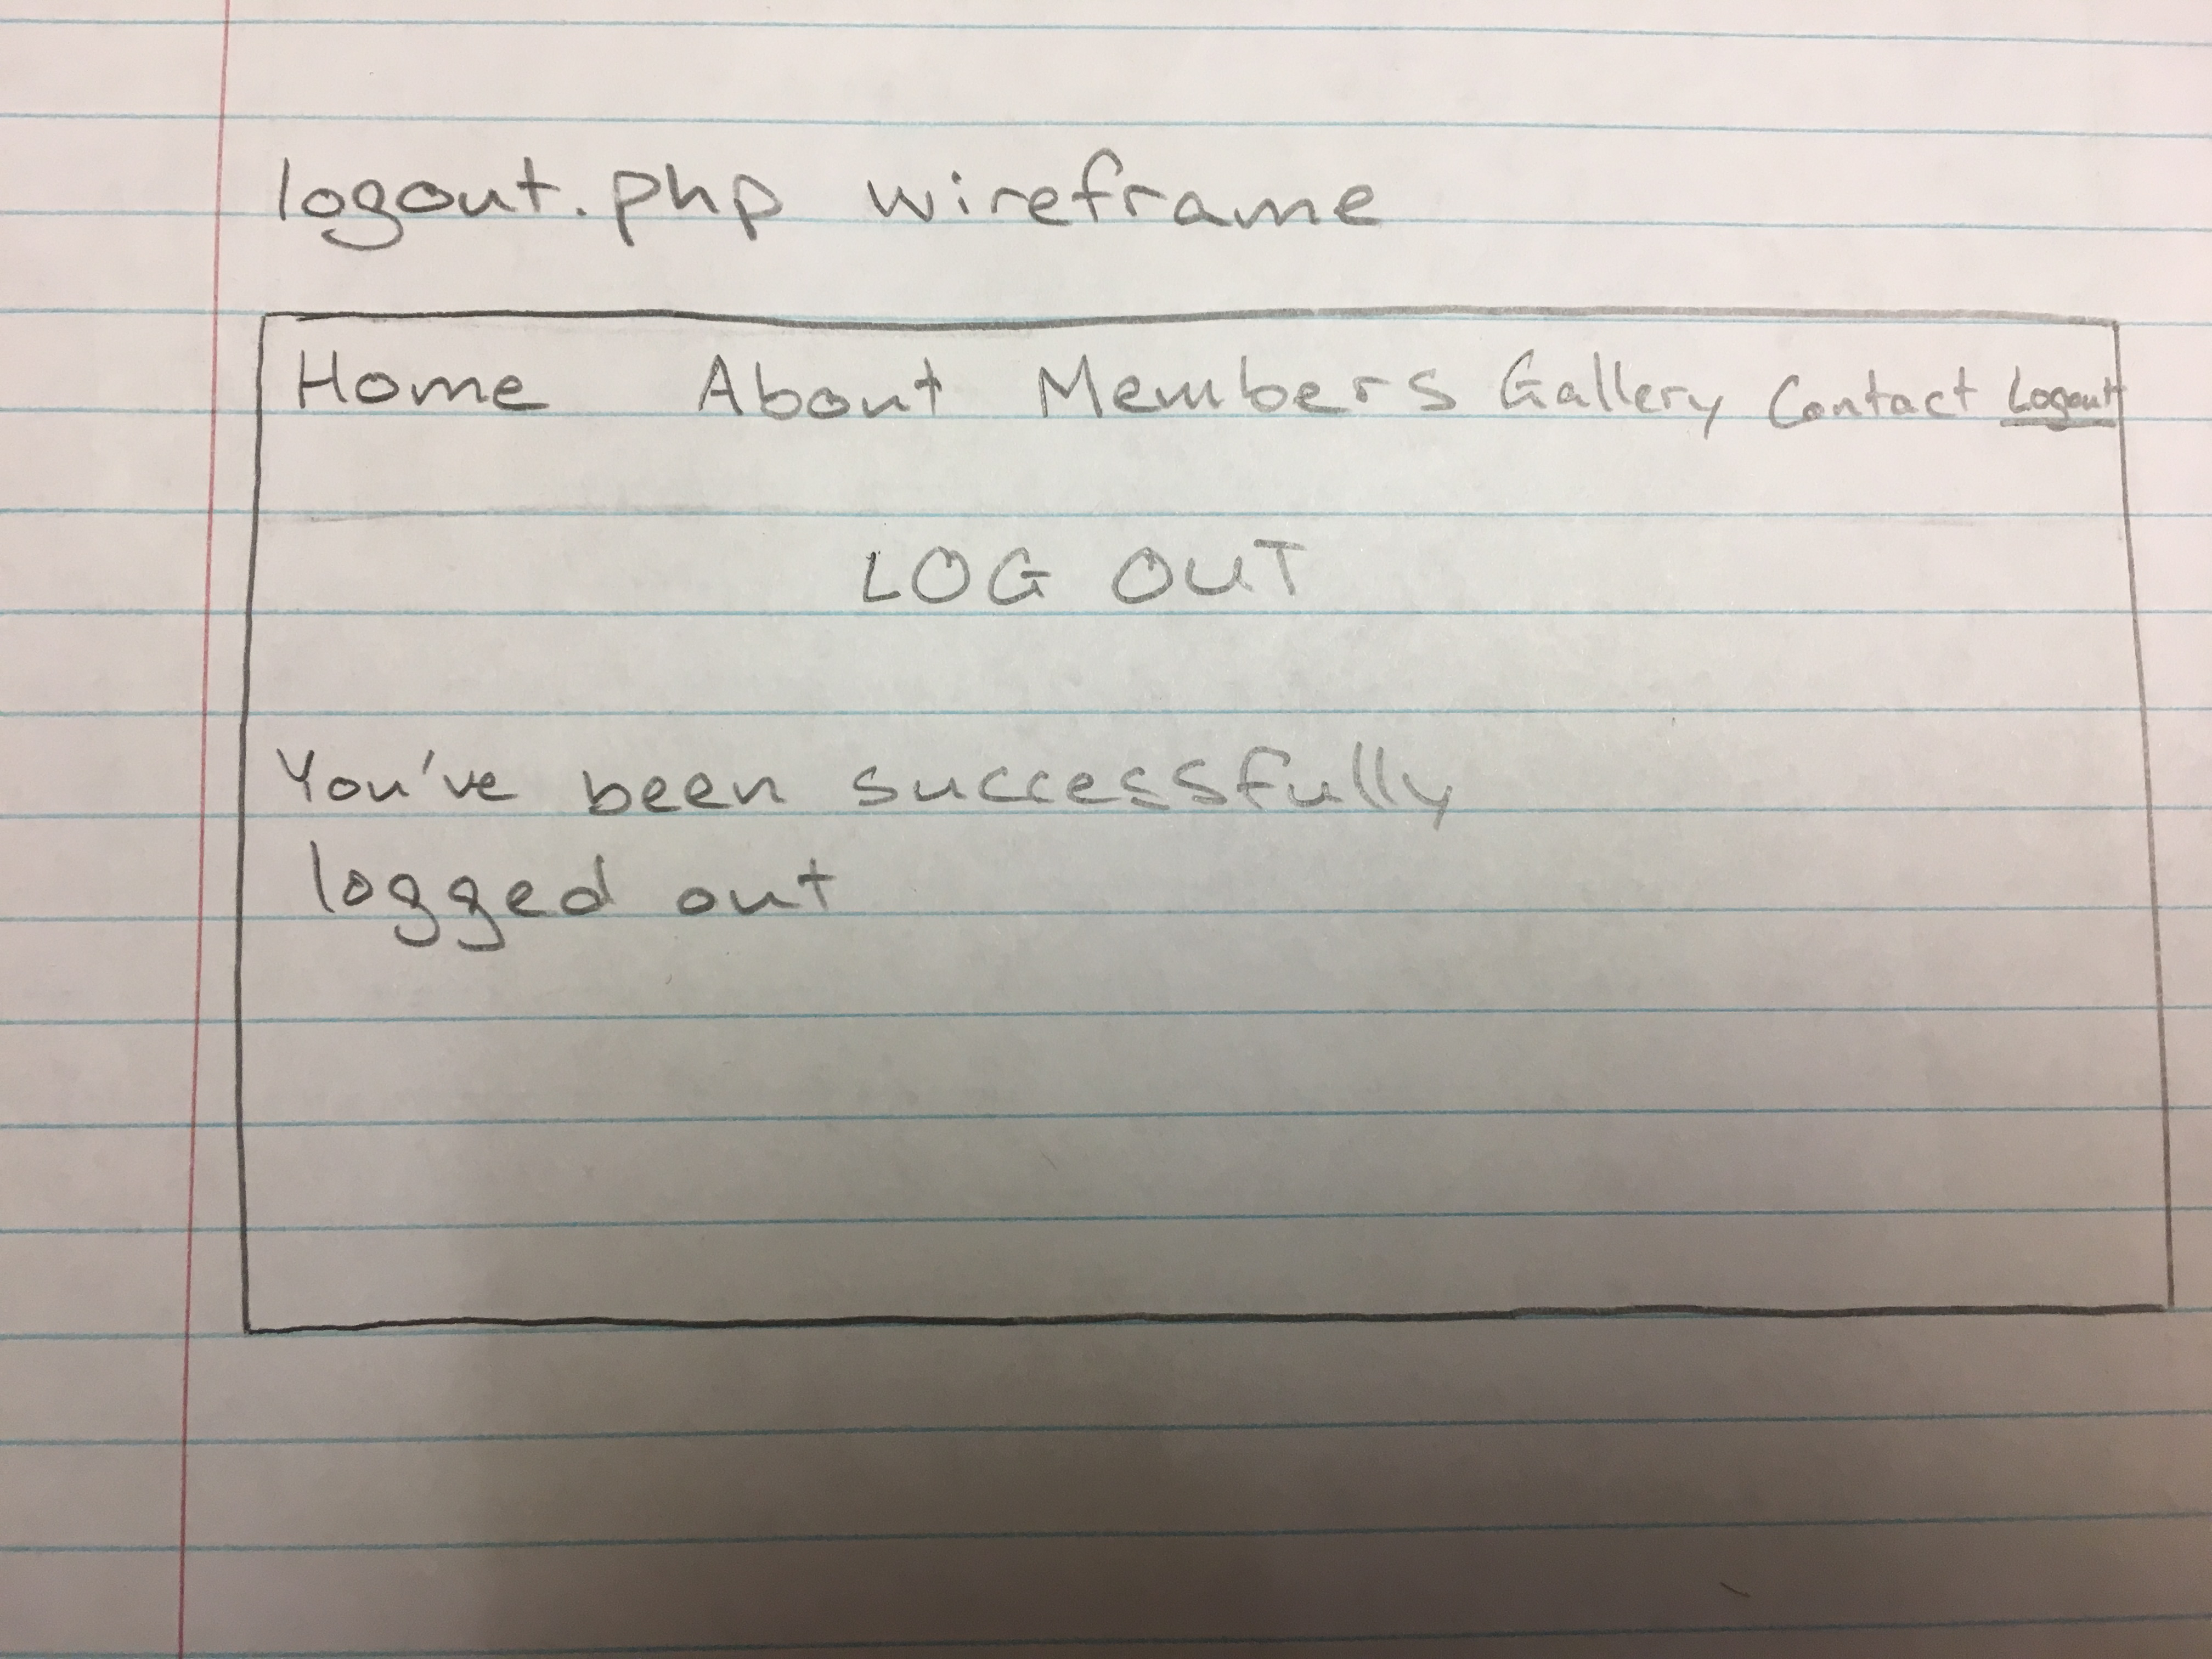 logout.php wireframe
Home About Members Gallery Contact Logout
LOG OUT
You've been successfully
logged out